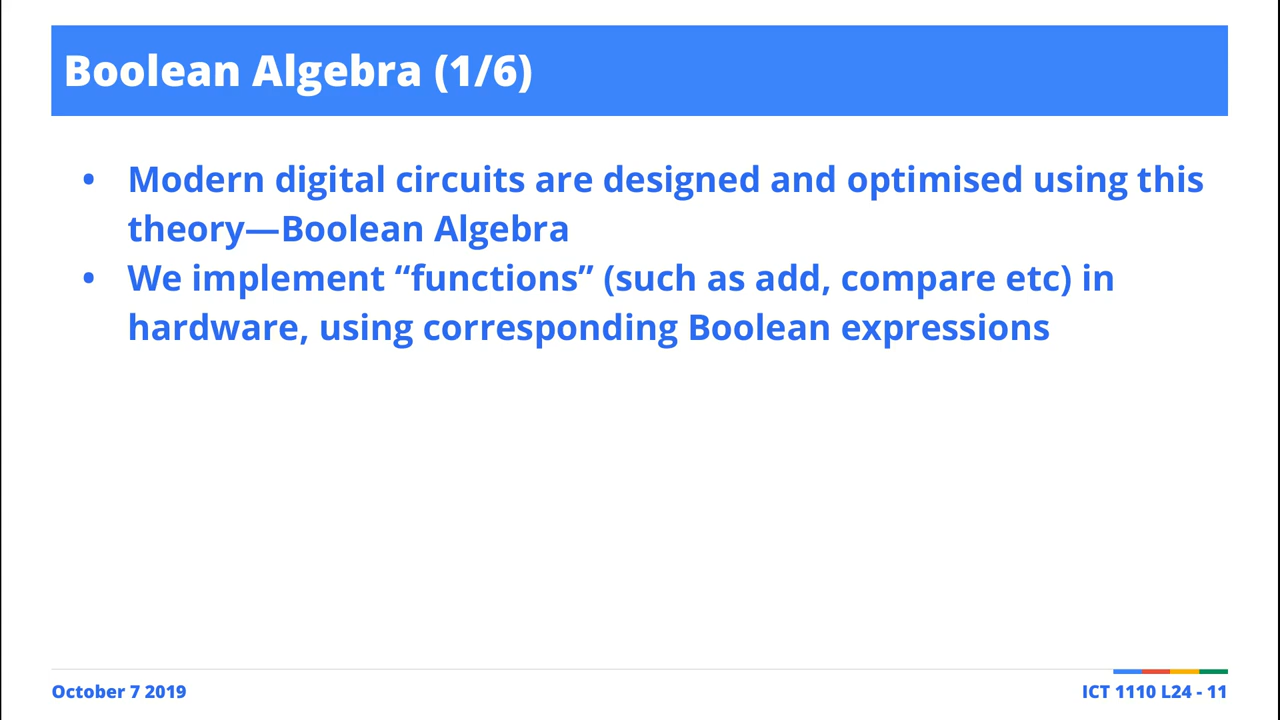 Boolean Algebra (1/6)
• Modern digital circuits are designed and optimised using this
theory—Boolean Algebra
• We implement “functions” (such as add, compare etc) in
hardware, using corresponding Boolean expressions
October 7 2019
ICT 1110 L24 - 11